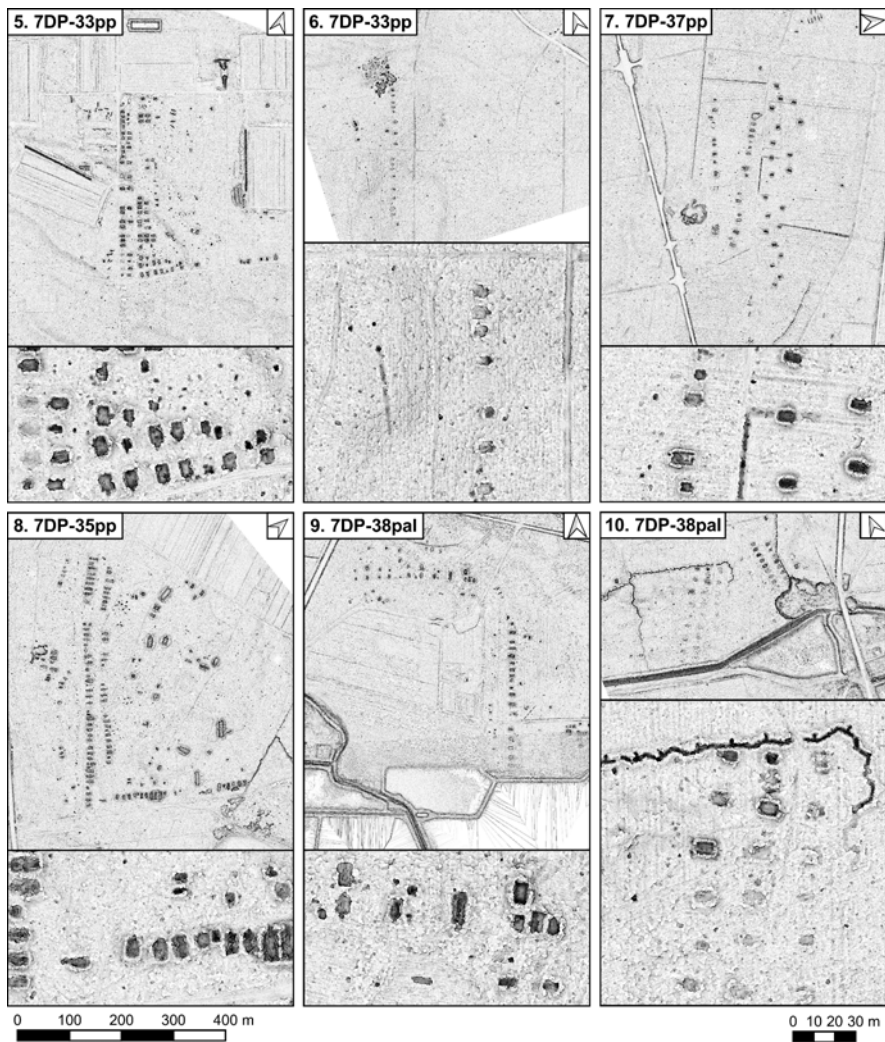 5. 7DP-33pp
6. 7DP-33pp
7. 7DP-37pp
8. 7DP-35pp
9. 7DP-38pal
10. 7DP-38pal
0 100 200 300 400 m
0 10 20 30 m